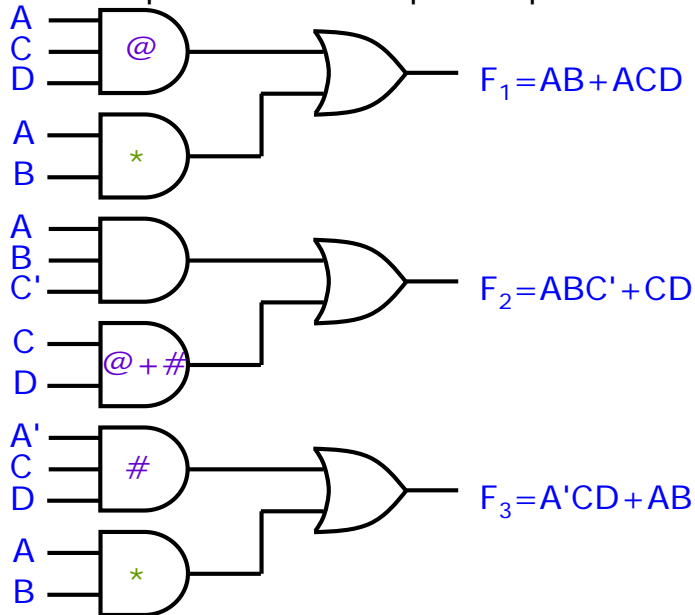 A
C
D
@
F1=AB+ACD
A
B
*
A
B
C'
F2=ABC'+CD
C
D
@+#
A'
C
D
#
F3=A'CD+AB
A
B
*